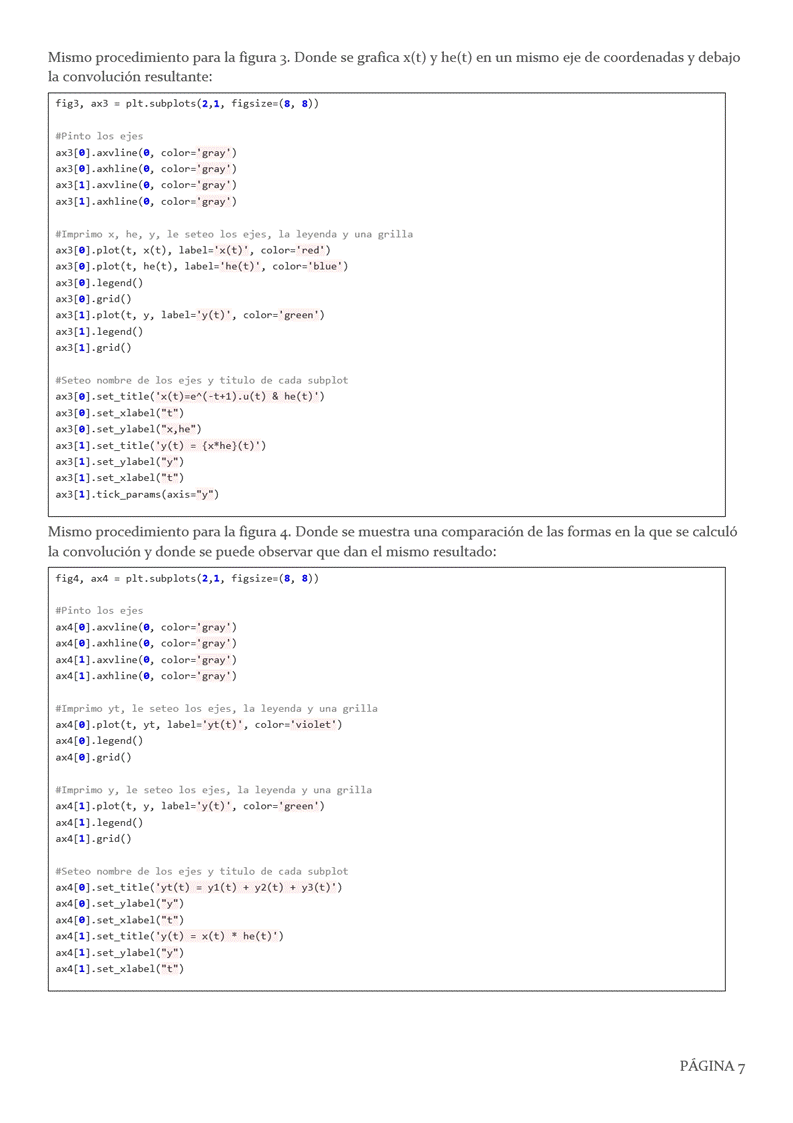 Mismo procedimiento para la figura 3. Donde se grafica x(t) y he(t) en un mismo eje de coordenadas y debajo
la convolución resultante:
fig3, ax3 = plt.subplots(2,1, figsize=(8, 8))
#Pinto los ejes
ax3[0].axvline(0, color='gray')
ax3[0].axhline(0, color='gray')
ax3[1].axvline(0, color='gray')
ax3[1].axhline(0, color='gray')
#Imprimo x, he, y, le seteo los ejes, la leyenda y una grilla
ax3[0].plot(t, x(t), label='x(t)', color='red')
ax3[0].plot(t, he(t), label='he(t)', color='blue')
ax3[0].legend()
ax3[0].grid()
ax3[1].plot(t, y, label='y(t)', color='green')
ax3[1].legend()
ax3[1].grid()
#Seteo nombre de los ejes y titulo de cada subplot
ax3[0].set_title('x(t)=e^(-t+1).u(t) & he(t)')
ax3[0].set_xlabel("t")
ax3[0].set_ylabel("x,he")
ax3[1].set_title('y(t) = {x*he}(t)')
ax3[1].set_ylabel("y")
ax3[1].set_xlabel("t")
ax3[1].tick_params(axis="y")
Mismo procedimiento para la figura 4. Donde se muestra una comparación de las formas en la que se calculó
la convolución y donde se puede observar que dan el mismo resultado:
fig4, ax4 = plt.subplots(2,1, figsize=(8, 8))
#Pinto los ejes
ax4[0].axvline(0, color='gray')
ax4[0].axhline(0, color='gray')
ax4[1].axvline(0, color='gray')
ax4[1].axhline(0, color='gray')
#Imprimo yt, le seteo los ejes, la leyenda y una grilla
ax4[0].plot(t, yt, label='yt(t)', color='violet')
ax4[0].legend()
ax4[0].grid()
#Imprimo y, le seteo los ejes, la leyenda y una grilla
ax4[1].plot(t, y, label='y(t)', color='green')
ax4[1].legend()
ax4[1].grid()
#Seteo nombre de los ejes y titulo de cada subplot
ax4[0].set_title('yt(t) = y1(t) + y2(t) + y3(t)')
ax4[0].set_ylabel("y")
ax4[0].set_xlabel("t")
ax4[1].set_title('y(t) = x(t) * he(t)')
ax4[1].set_ylabel("y")
ax4[1].set_xlabel("t")
PÁGINA 7